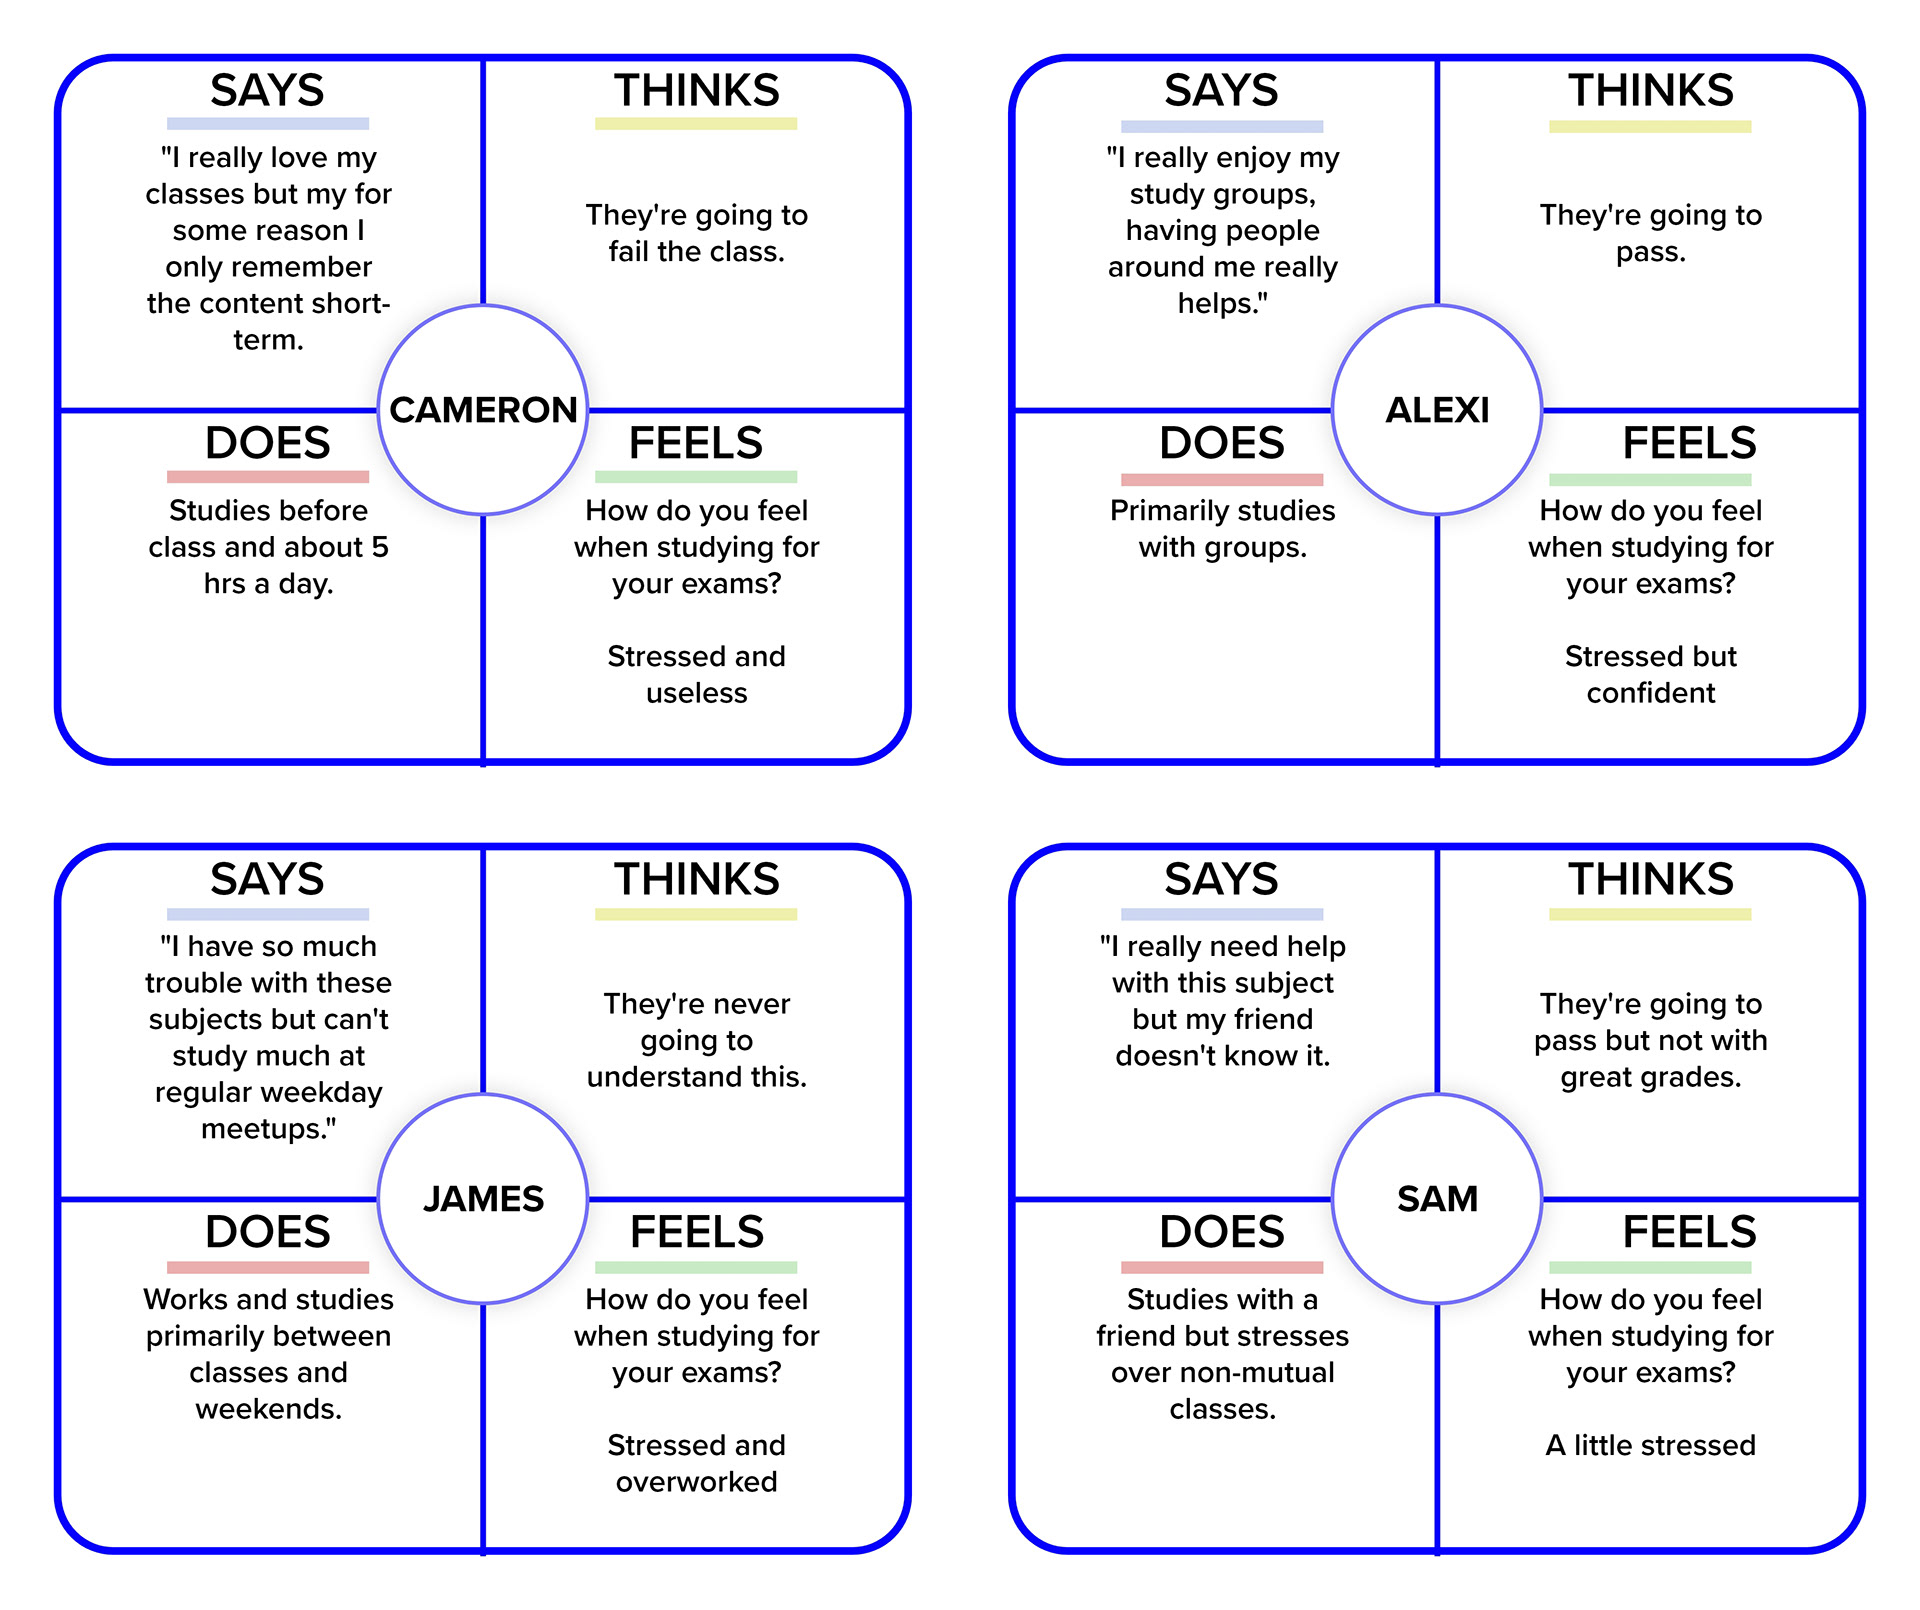 SAYS
"I really love my
classes but my for
some reason I
only remember
the content short-
term.
THINKS
They're going to
fail the class.
CAMERON
DOES
Studies before
class and about 5
hrs a day.
FEELS
How do you feel
when studying for
your exams?
Stressed and
useless
SAYS
"I really enjoy my
study groups,
having people
around me really
helps."
THINKS
They're going to
pass.
ALEXI
DOES
Primarily studies
with groups.
FEELS
How do you feel
when studying for
your exams?
Stressed but
confident
SAYS
"I have so much
trouble with these
subjects but can't
study much at
regular weekday
meetups."
THINKS
They're never
going to
understand this.
JAMES
DOES
Works and studies
primarily between
classes and
weekends.
FEELS
How do you feel
when studying for
your exams?
Stressed and
overworked
SAYS
"I really need help
with this subject
but my friend
doesn't know it.
THINKS
They're going to
pass but not with
great grades.
SAM
DOES
Studies with a
friend but stresses
over non-mutual
classes.
FEELS
How do you feel
when studying for
your exams?
A little stressed